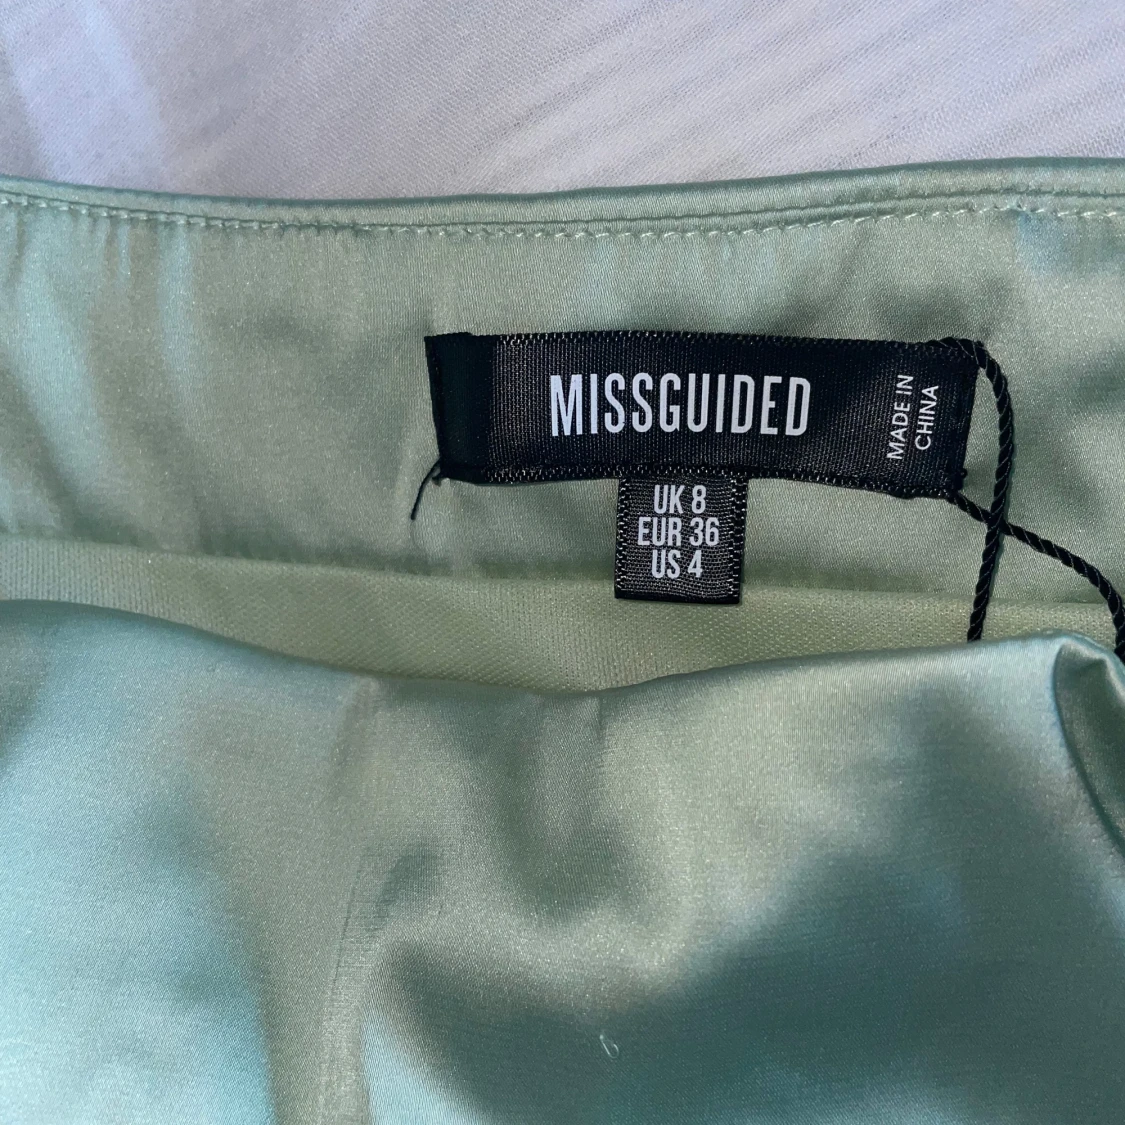 MISSGUIDED
MADE IN
CHINA
UK 8
EUR 36
US 4